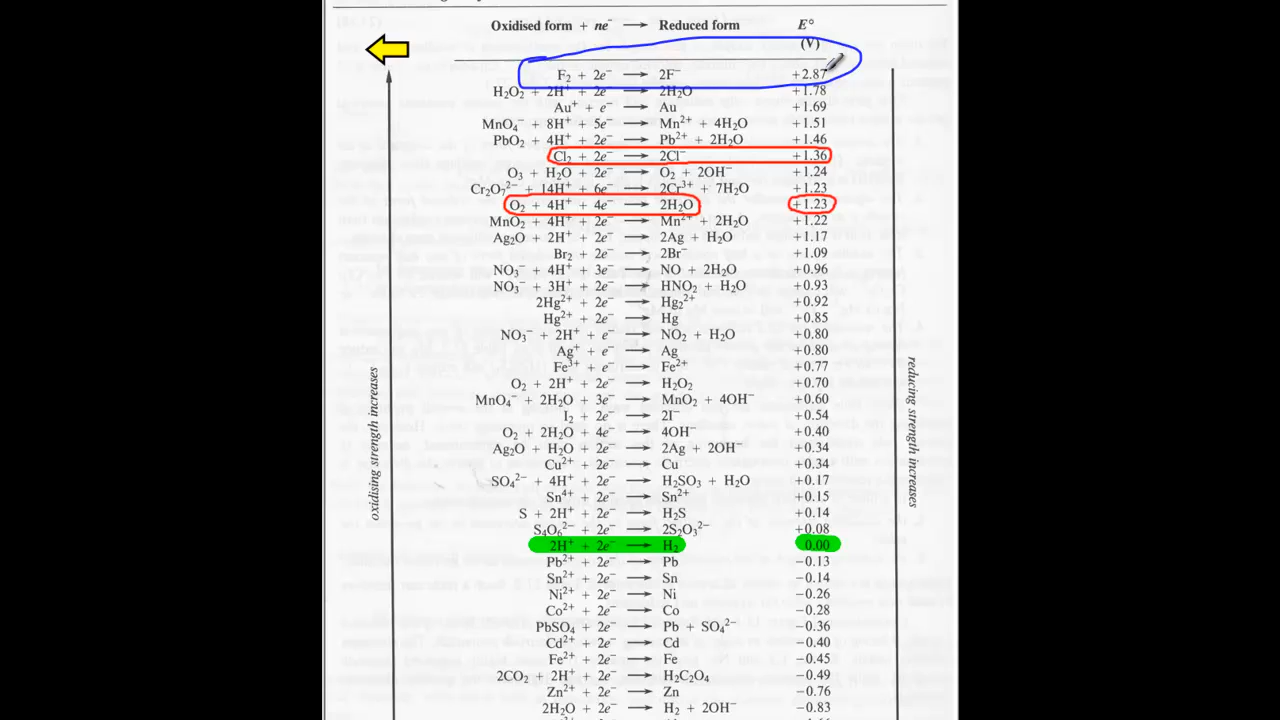 Oxidised form + ne⁻ ⟶ Reduced form E°
(V)
F₂ + 2e⁻ ⟶ 2F⁻ +2.87
H₂O₂ + 2H⁺ + 2e⁻ ⟶ 2H₂O +1.78
Au⁺ + e⁻ ⟶ Au +1.69
MnO₄⁻ + 8H⁺ + 5e⁻ ⟶ Mn²⁺ + 4H₂O +1.51
PbO₂ + 4H⁺ + 2e⁻ ⟶ Pb²⁺ + 2H₂O +1.46
Cl₂ + 2e⁻ ⟶ 2Cl⁻ +1.36
O₃ + H₂O + 2e⁻ ⟶ O₂ + 2OH⁻ +1.24
Cr₂O₇²⁻ + 14H⁺ + 6e⁻ ⟶ 2Cr³⁺ + 7H₂O +1.23
O₂ + 4H⁺ + 4e⁻ ⟶ 2H₂O +1.23
MnO₂ + 4H⁺ + 2e⁻ ⟶ Mn²⁺ + 2H₂O +1.22
Ag₂O + 2H⁺ + 2e⁻ ⟶ 2Ag + H₂O +1.17
Br₂ + 2e⁻ ⟶ 2Br⁻ +1.09
NO₃⁻ + 4H⁺ + 3e⁻ ⟶ NO + 2H₂O +0.96
NO₃⁻ + 3H⁺ + 2e⁻ ⟶ HNO₂ + H₂O +0.93
2Hg²⁺ + 2e⁻ ⟶ Hg₂²⁺ +0.92
Hg²⁺ + 2e⁻ ⟶ Hg +0.85
NO₃⁻ + 2H⁺ + e⁻ ⟶ NO₂ + H₂O +0.80
Ag⁺ + e⁻ ⟶ Ag +0.80
Fe³⁺ + e⁻ ⟶ Fe²⁺ +0.77
O₂ + 2H⁺ + 2e⁻ ⟶ H₂O₂ +0.70
MnO₄⁻ + 2H₂O + 3e⁻ ⟶ MnO₂ + 4OH⁻ +0.60
I₂ + 2e⁻ ⟶ 2I⁻ +0.54
O₂ + 2H₂O + 4e⁻ ⟶ 4OH⁻ +0.40
Ag₂O + H₂O + 2e⁻ ⟶ 2Ag + 2OH⁻ +0.34
Cu²⁺ + 2e⁻ ⟶ Cu +0.34
SO₄²⁻ + 4H⁺ + 2e⁻ ⟶ H₂SO₃ + H₂O +0.17
Sn⁴⁺ + 2e⁻ ⟶ Sn²⁺ +0.15
S + 2H⁺ + 2e⁻ ⟶ H₂S +0.14
S₄O₆²⁻ + 2e⁻ ⟶ 2S₂O₃²⁻ +0.08
2H⁺ + 2e⁻ ⟶ H₂ 0.00
Pb²⁺ + 2e⁻ ⟶ Pb −0.13
Sn²⁺ + 2e⁻ ⟶ Sn −0.14
Ni²⁺ + 2e⁻ ⟶ Ni −0.26
Co²⁺ + 2e⁻ ⟶ Co −0.28
PbSO₄ + 2e⁻ ⟶ Pb + SO₄²⁻ −0.36
Cd²⁺ + 2e⁻ ⟶ Cd −0.40
Fe²⁺ + 2e⁻ ⟶ Fe −0.45
2CO₂ + 2H⁺ + 2e⁻ ⟶ H₂C₂O₄ −0.49
Zn²⁺ + 2e⁻ ⟶ Zn −0.76
2H₂O + 2e⁻ ⟶ H₂ + 2OH⁻ −0.83
oxidising strength increases
reducing strength increases